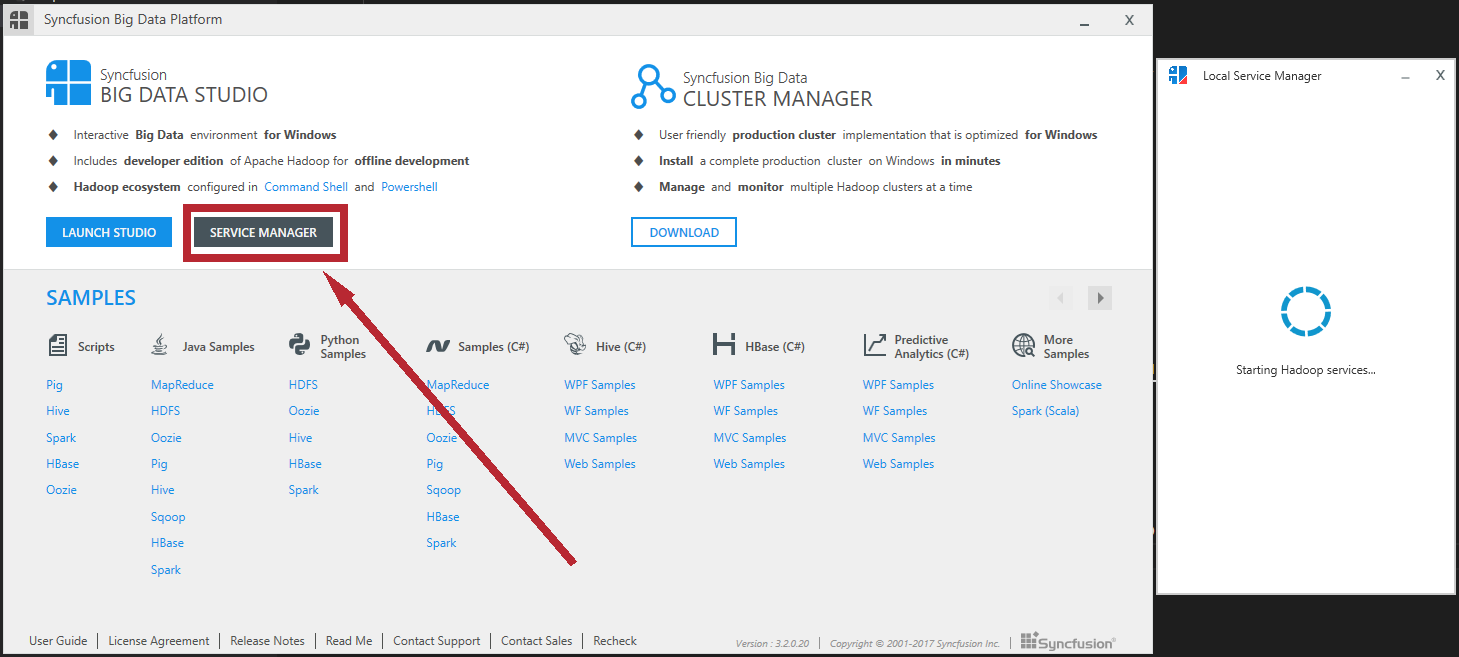 Syncfusion Big Data Platform
X
Syncfusion
BIG DATA STUDIO
Interactive Big Data environment for Windows
Includes developer edition of Apache Hadoop for offline development
Hadoop ecosystem configured in Command Shell and Powershell
LAUNCH STUDIO
SERVICE MANAGER
Syncfusion Big Data
CLUSTER MANAGER
User friendly production cluster implementation that is optimized for Windows
Install a complete production cluster on Windows in minutes
Manage and monitor multiple Hadoop clusters at a time
DOWNLOAD
SAMPLES
Scripts
Pig
Hive
Spark
HBase
Oozie
Java Samples
MapReduce
HDFS
Oozie
Pig
Hive
Sqoop
HBase
Spark
Python
Samples
HDFS
Oozie
Hive
HBase
Spark
Samples (C#)
MapReduce
HDFS
Oozie
Pig
Sqoop
HBase
Spark
Hive (C#)
WPF Samples
WF Samples
MVC Samples
Web Samples
HBase (C#)
WPF Samples
WF Samples
MVC Samples
Web Samples
Predictive
Analytics (C#)
WPF Samples
WF Samples
MVC Samples
Web Samples
More
Samples
Online Showcase
Spark (Scala)
User Guide | License Agreement | Release Notes | Read Me | Contact Support | Contact Sales | Recheck
Version : 3.2.0.20 | Copyright © 2001-2017 Syncfusion Inc. | Syncfusion®
Local Service Manager
X
Starting Hadoop services...